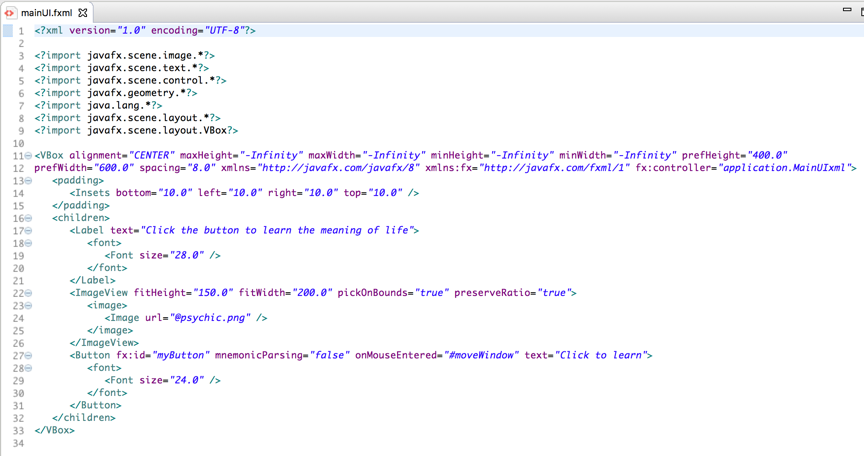 mainUI.fxml
1 <?xml version="1.0" encoding="UTF-8"?>
2
3 <?import javafx.scene.image.*?>
4 <?import javafx.scene.text.*?>
5 <?import javafx.scene.control.*?>
6 <?import javafx.geometry.*?>
7 <?import java.lang.*?>
8 <?import javafx.scene.layout.*?>
9 <?import javafx.scene.layout.VBox?>
10
11 <VBox alignment="CENTER" maxHeight="-Infinity" maxWidth="-Infinity" minHeight="-Infinity" minWidth="-Infinity" prefHeight="400.0"
12 prefWidth="600.0" spacing="8.0" xmlns="http://javafx.com/javafx/8" xmlns:fx="http://javafx.com/fxml/1" fx:controller="application.MainUIxml">
13    <padding>
14       <Insets bottom="10.0" left="10.0" right="10.0" top="10.0" />
15    </padding>
16    <children>
17       <Label text="Click the button to learn the meaning of life">
18          <font>
19             <Font size="28.0" />
20          </font>
21       </Label>
22       <ImageView fitHeight="150.0" fitWidth="200.0" pickOnBounds="true" preserveRatio="true">
23          <image>
24             <Image url="@psychic.png" />
25          </image>
26       </ImageView>
27       <Button fx:id="myButton" mnemonicParsing="false" onMouseEntered="#moveWindow" text="Click to learn">
28          <font>
29             <Font size="24.0" />
30          </font>
31       </Button>
32    </children>
33 </VBox>
34